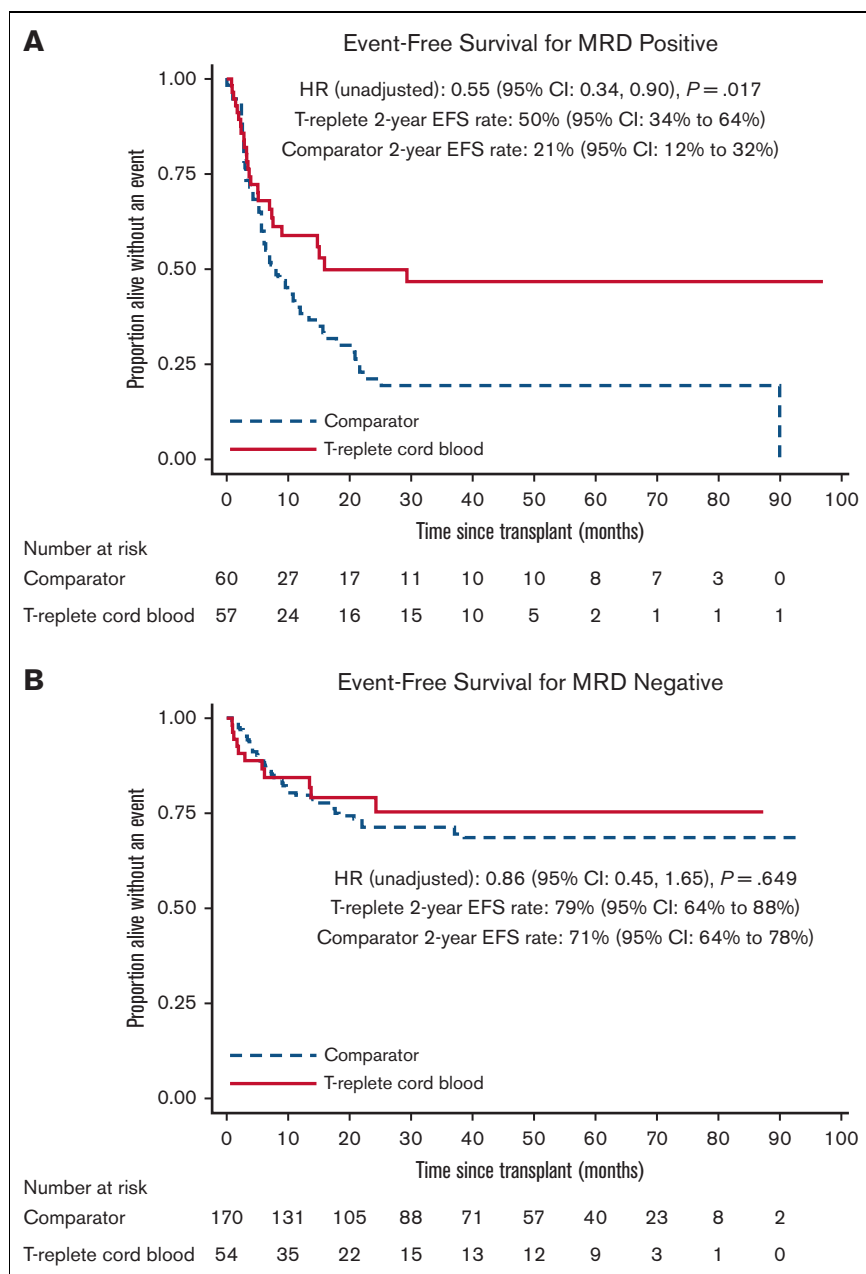 A
Event-Free Survival for MRD Positive
HR (unadjusted): 0.55 (95% CI: 0.34, 0.90), P = .017
T-replete 2-year EFS rate: 50% (95% CI: 34% to 64%)
Comparator 2-year EFS rate: 21% (95% CI: 12% to 32%)
Proportion alive without an event
1.00
0.75
0.50
0.25
0.00
Comparator
T-replete cord blood
0 10 20 30 40 50 60 70 80 90 100
Time since transplant (months)
Number at risk
Comparator 60 27 17 11 10 10 8 7 3 0
T-replete cord blood 57 24 16 15 10 5 2 1 1 1
B
Event-Free Survival for MRD Negative
Proportion alive without an event
1.00
0.75
0.50
0.25
0.00
HR (unadjusted): 0.86 (95% CI: 0.45, 1.65), P = .649
T-replete 2-year EFS rate: 79% (95% CI: 64% to 88%)
Comparator 2-year EFS rate: 71% (95% CI: 64% to 78%)
Comparator
T-replete cord blood
0 10 20 30 40 50 60 70 80 90 100
Time since transplant (months)
Number at risk
Comparator 170 131 105 88 71 57 40 23 8 2
T-replete cord blood 54 35 22 15 13 12 9 3 1 0